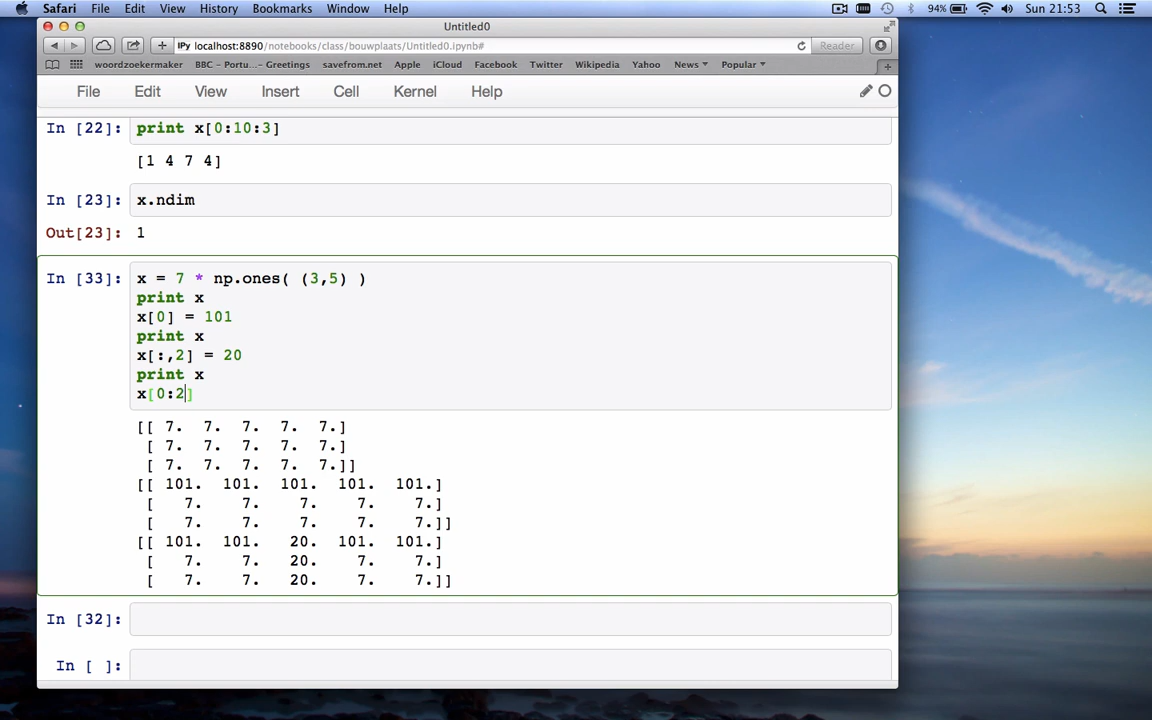 Safari File Edit View History Bookmarks Window Help 94% Sun 21:53
Untitled0
IPy localhost:8890/notebooks/class/bouwplaats/Untitled0.ipynb# Reader
woordzoekermaker BBC - Portu... - Greetings savefrom.net Apple iCloud Facebook Twitter Wikipedia Yahoo News Popular
File Edit View Insert Cell Kernel Help
In [22]: print x[0:10:3]
[1 4 7 4]
In [23]: x.ndim
Out[23]: 1
In [33]: x = 7 * np.ones( (3,5) )
print x
x[0] = 101
print x
x[:,2] = 20
print x
x[0:2]
[[ 7. 7. 7. 7. 7.]
[ 7. 7. 7. 7. 7.]
[ 7. 7. 7. 7. 7.]]
[[ 101. 101. 101. 101. 101.]
[ 7. 7. 7. 7. 7.]
[ 7. 7. 7. 7. 7.]]
[[ 101. 101. 20. 101. 101.]
[ 7. 7. 20. 7. 7.]
[ 7. 7. 20. 7. 7.]]
In [32]:
In [ ]: